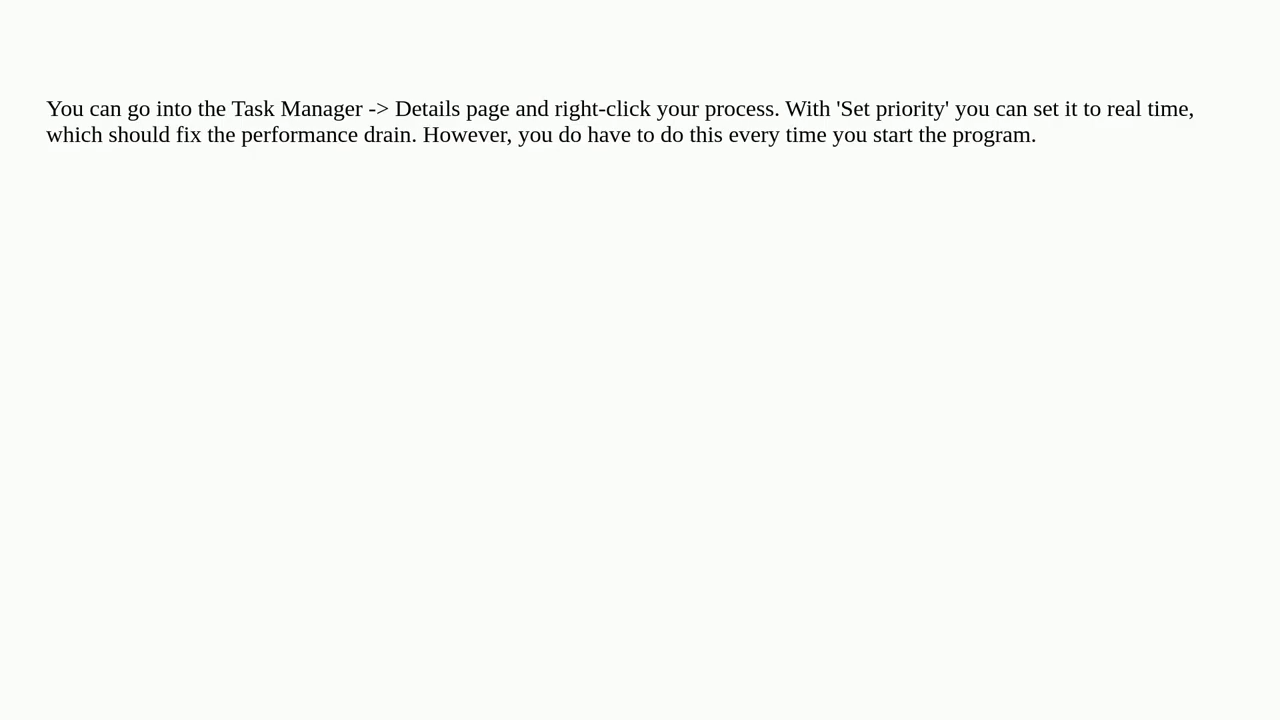 You can go into the Task Manager -> Details page and right-click your process. With 'Set priority' you can set it to real time,
which should fix the performance drain. However, you do have to do this every time you start the program.